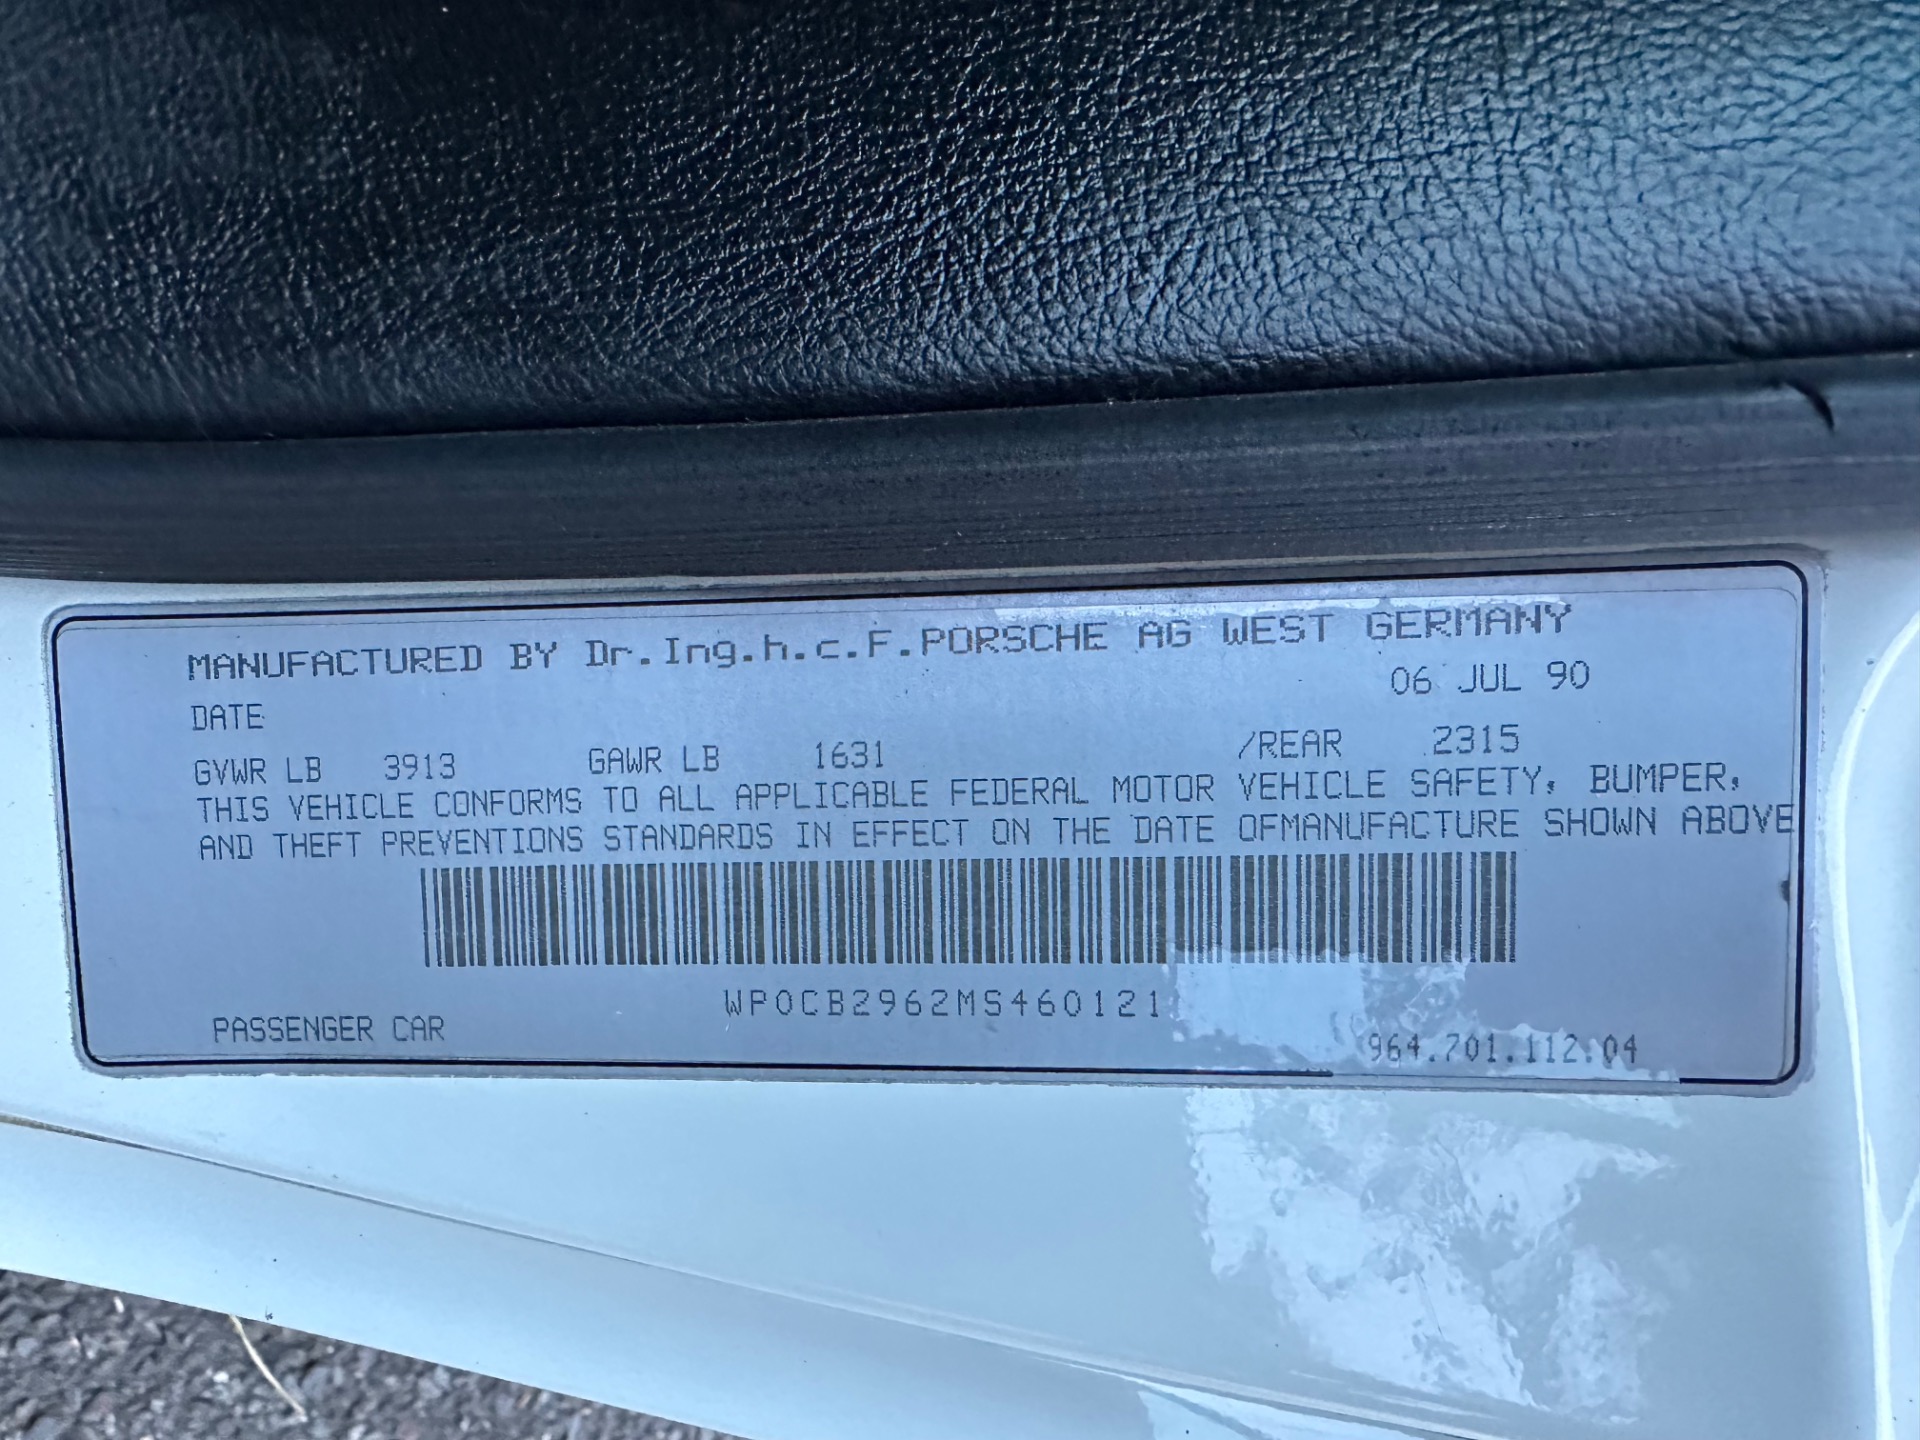 MANUFACTURED BY Dr.Ing.h.c.F.PORSCHE AG WEST GERMANY
DATE 06 JUL 90
GVWR LB 3913 GAWR LB 1631 /REAR 2315
THIS VEHICLE CONFORMS TO ALL APPLICABLE FEDERAL MOTOR VEHICLE SAFETY, BUMPER,
AND THEFT PREVENTIONS STANDARDS IN EFFECT ON THE DATE OFMANUFACTURE SHOWN ABOVE
WP0CB2962MS460121
PASSENGER CAR
964.701.112.04